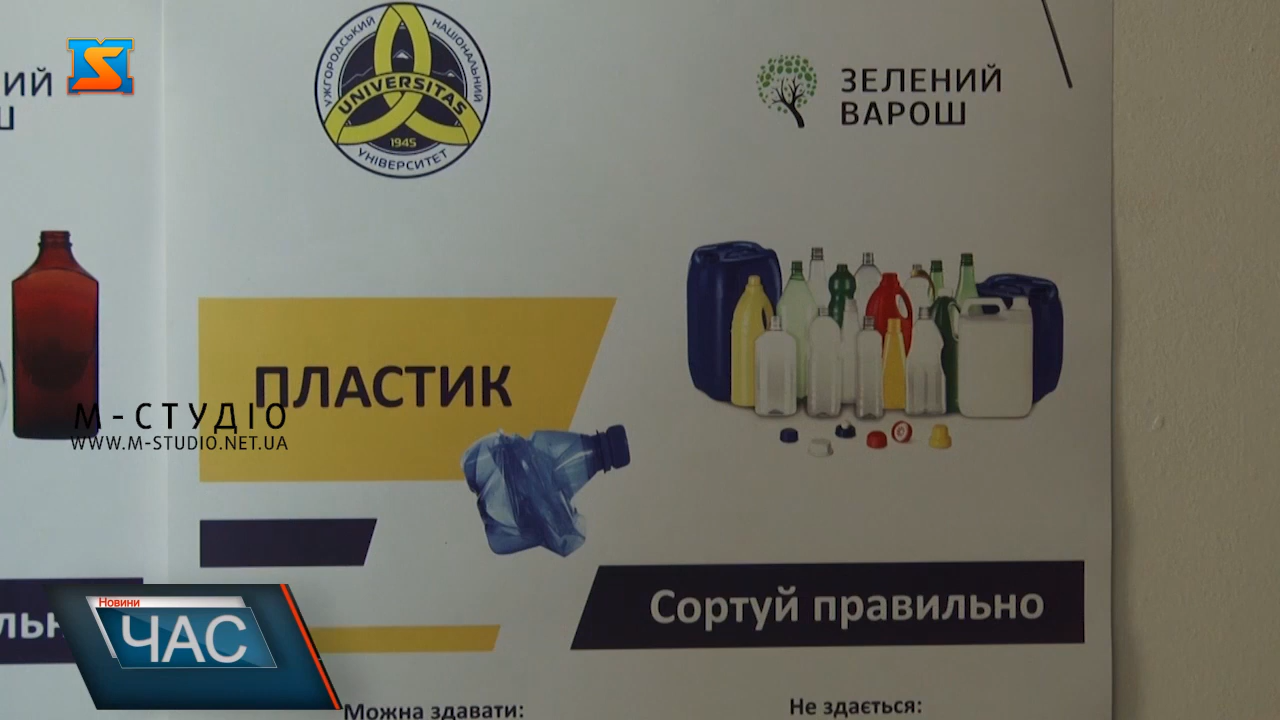 УЖГОРОДСЬКИЙ НАЦІОНАЛЬНИЙ
UNIVERSITAS
1945
УНІВЕРСИТЕТ
ЗЕЛЕНИЙ
ВАРОШ
ПЛАСТИК
М-СТУДІО
WWW.M-STUDIO.NET.UA
Сортуй правильно
Новини
ЧАС
Можна здавати:
Не здається: